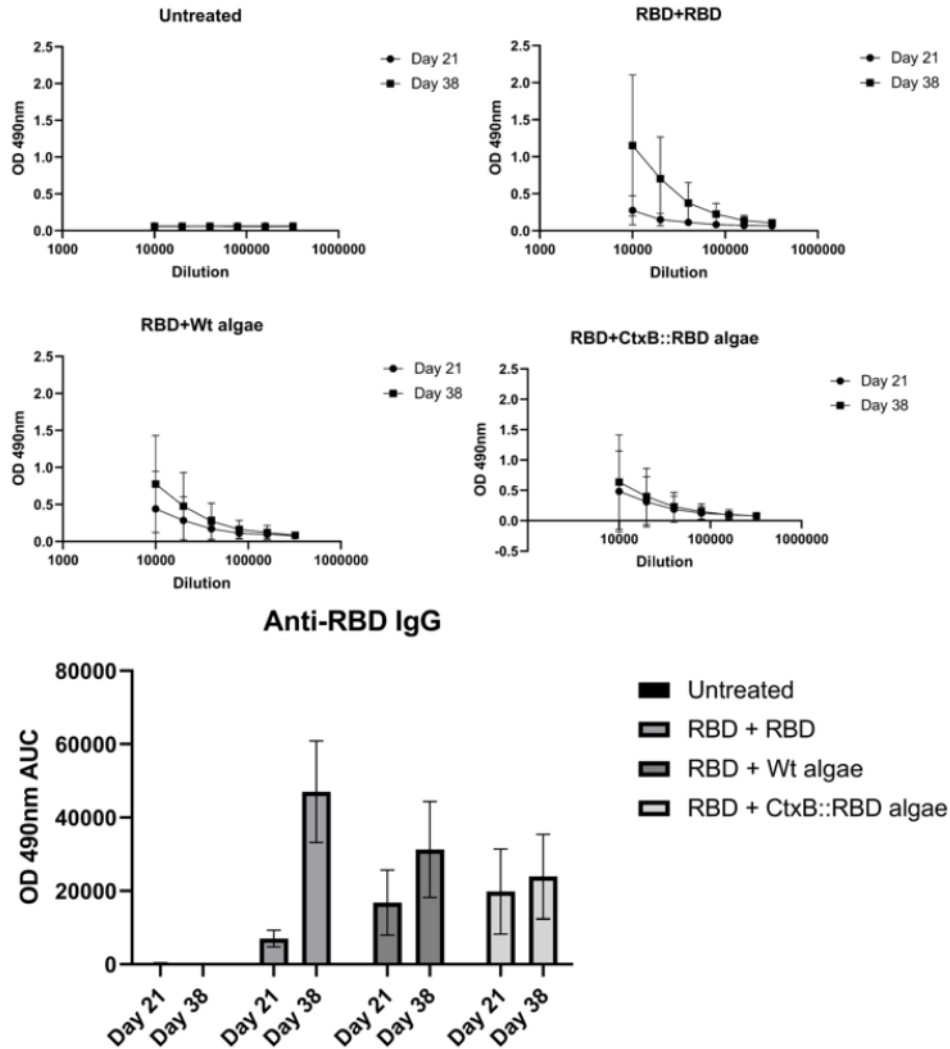 Untreated
2.5
2.0
1.5
1.0
0.5
0.0
OD 490nm
1000
10000
100000
1000000
Dilution
Day 21
Day 38
RBD+RBD
2.5
2.0
1.5
1.0
0.5
0.0
OD 490nm
1000
10000
100000
1000000
Dilution
Day 21
Day 38
RBD+Wt algae
2.5
2.0
1.5
1.0
0.5
0.0
OD 490nm
1000
10000
100000
1000000
Dilution
Day 21
Day 38
RBD+CtxB::RBD algae
2.5
2.0
1.5
1.0
0.5
0.0
-0.5
OD 490nm
10000
100000
1000000
Dilution
Day 21
Day 38
Anti-RBD IgG
80000
60000
40000
20000
0
OD 490nm AUC
Day 21
Day 38
Day 21
Day 38
Day 21
Day 38
Day 21
Day 38
Untreated
RBD + RBD
RBD + Wt algae
RBD + CtxB::RBD algae